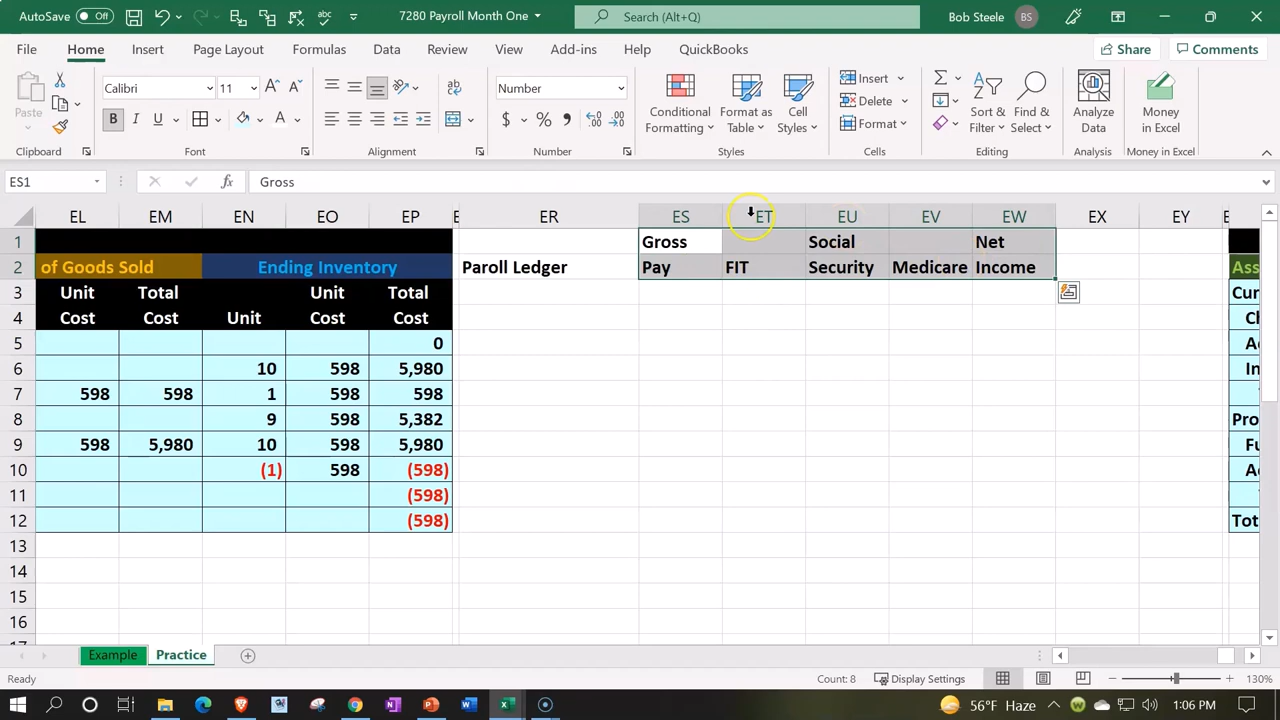 AutoSave Off 7280 Payroll Month One Search (Alt+Q) Bob Steele BS
File Home Insert Page Layout Formulas Data Review View Add-ins Help QuickBooks Share Comments
Paste Calibri 11 Number Conditional Formatting Format as Table Cell Styles Insert Delete Format Sort & Filter Find & Select Analyze Data Money in Excel
Clipboard Font Alignment Number Styles Cells Editing Analysis Money in Excel
ES1 Gross
EL EM EN EO EP E ER ES ET EU EV EW EX EY E
1 Gross Social Net
2 of Goods Sold Ending Inventory Paroll Ledger Pay FIT Security Medicare Income Ass
3 Unit Total Unit Total Cur
4 Cost Cost Unit Cost Cost Cl
5 0 Ac
6 10 598 5,980 In
7 598 598 1 598 598
8 9 598 5,382 Pro
9 598 5,980 10 598 5,980 Fu
10 (1) 598 (598) Ac
11 (598)
12 (598) Tot
13
14
15
16
17
Example Practice
Ready Count: 8 Display Settings 130%
56°F Haze 1:06 PM